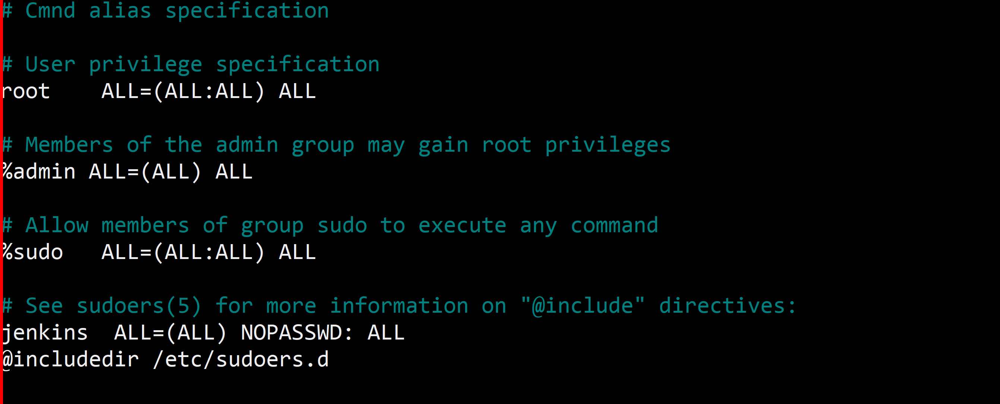 # Cmnd alias specification
# User privilege specification
root    ALL=(ALL:ALL) ALL
# Members of the admin group may gain root privileges
%admin ALL=(ALL) ALL
# Allow members of group sudo to execute any command
%sudo   ALL=(ALL:ALL) ALL
# See sudoers(5) for more information on "@include" directives:
jenkins  ALL=(ALL) NOPASSWD: ALL
@includedir /etc/sudoers.d